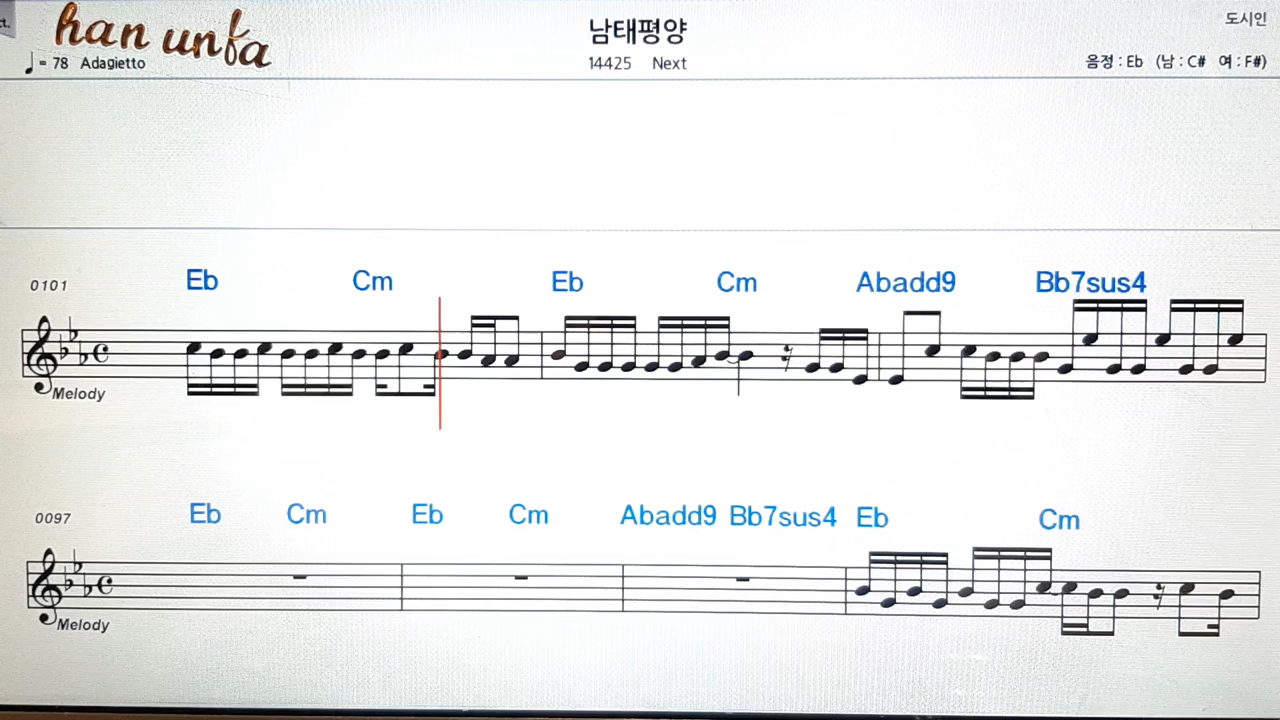 ct.
han unfa
남태평양
도시인
♩= 78 Adagietto
14425 Next
음정 : Eb (남 : C# 여 : F#)
0101
Eb Cm Eb Cm Abadd9 Bb7sus4
Melody
0097
Eb Cm Eb Cm Abadd9 Bb7sus4 Eb Cm
Melody